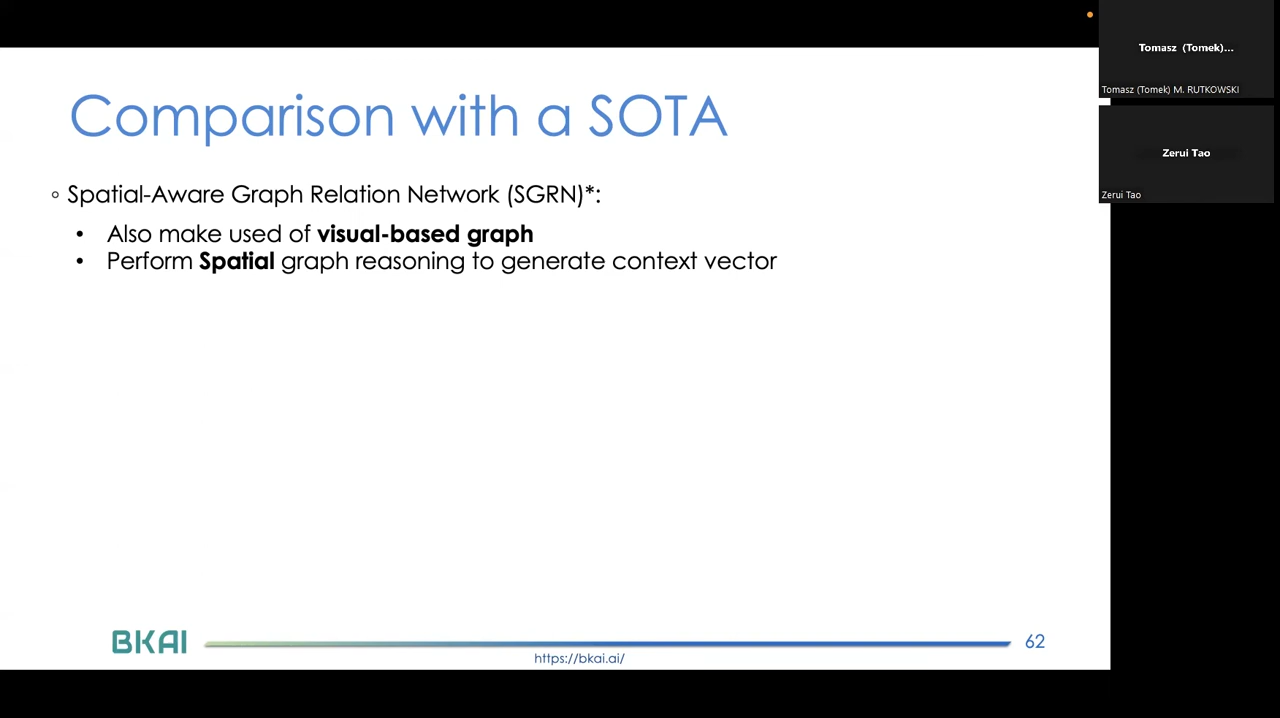 Comparison with a SOTA
◦ Spatial-Aware Graph Relation Network (SGRN)*:
• Also make used of visual-based graph
• Perform Spatial graph reasoning to generate context vector
BKAI
https://bkai.ai/
62
Tomasz (Tomek)...
Tomasz (Tomek) M. RUTKOWSKI
Zerui Tao
Zerui Tao